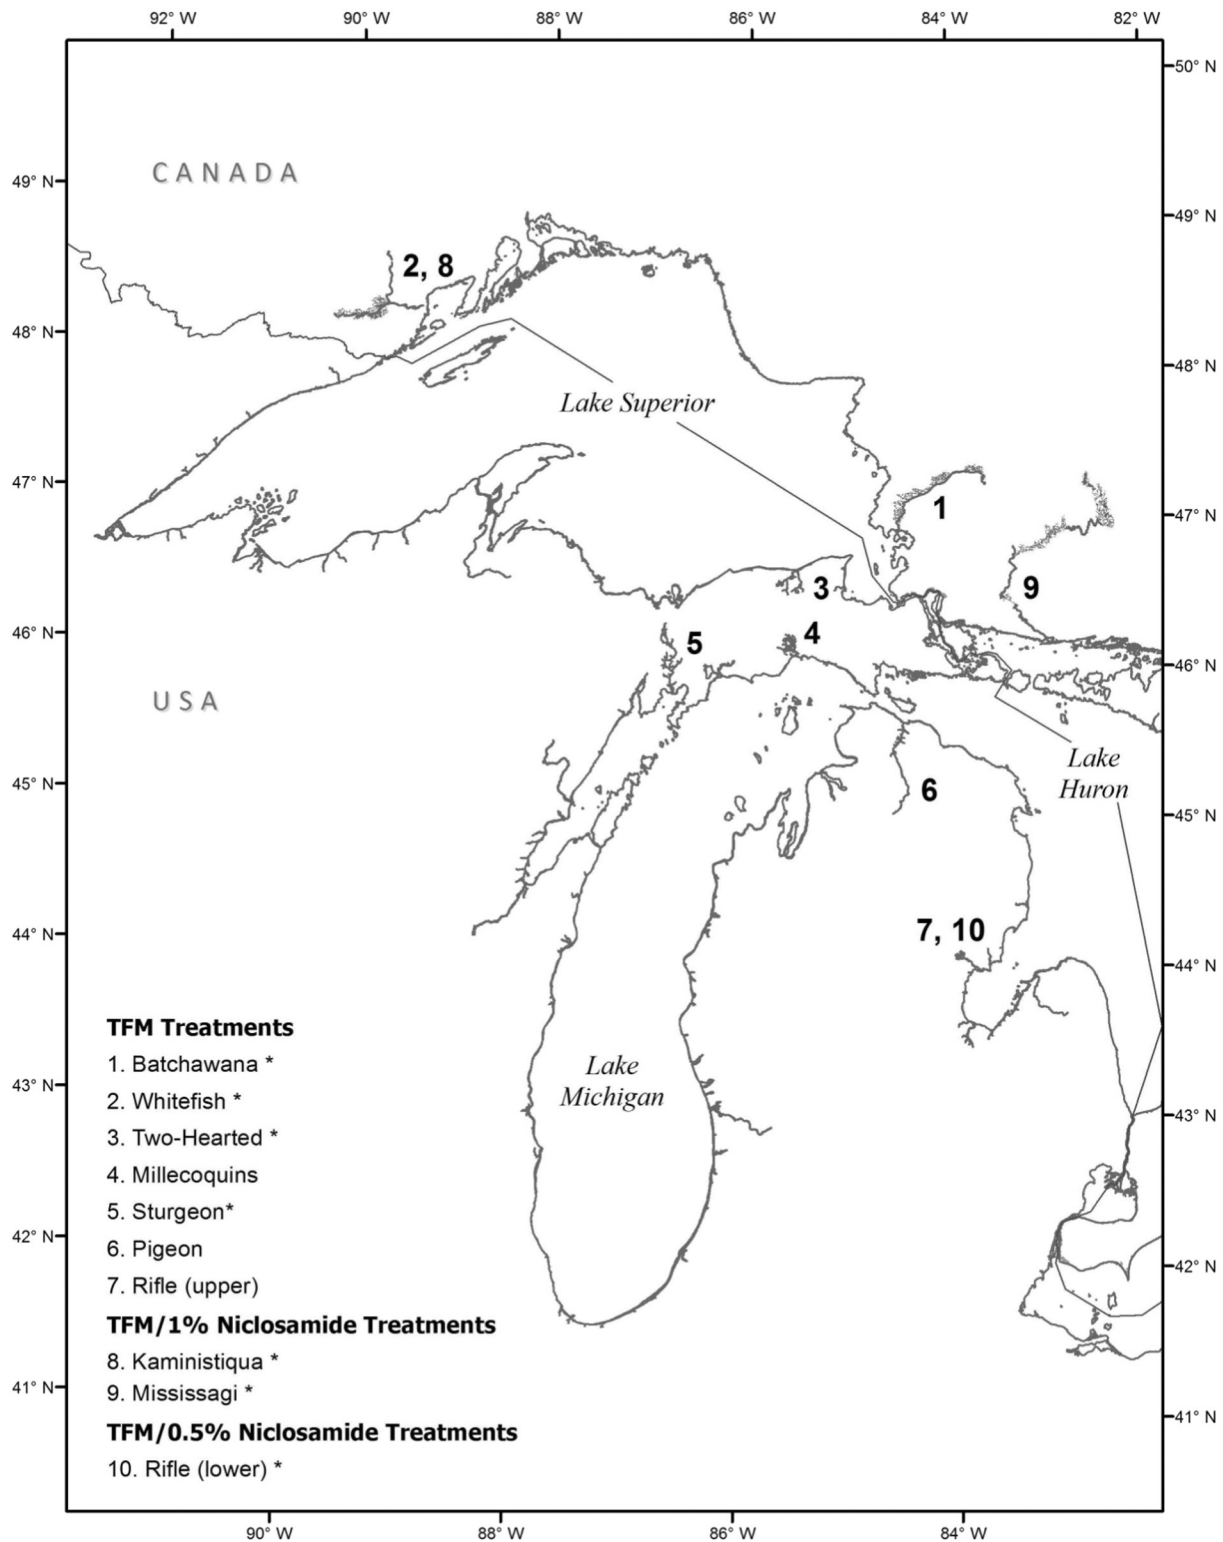 92° W 90° W 88° W 86° W 84° W 82° W
50° N
CANADA
49° N
49° N
2, 8
48° N
48° N
Lake Superior
47° N
1
47° N
9
3
46° N
5
4
46° N
USA
Lake
Huron
45° N
6
45° N
7, 10
44° N
44° N
TFM Treatments
1. Batchawana *
2. Whitefish *
3. Two-Hearted *
4. Millecoquins
5. Sturgeon*
6. Pigeon
7. Rifle (upper)
TFM/1% Niclosamide Treatments
8. Kaministiqua *
9. Mississagi *
TFM/0.5% Niclosamide Treatments
10. Rifle (lower) *
Lake
Michigan
43° N
43° N
42° N
42° N
41° N
41° N
90° W 88° W 86° W 84° W